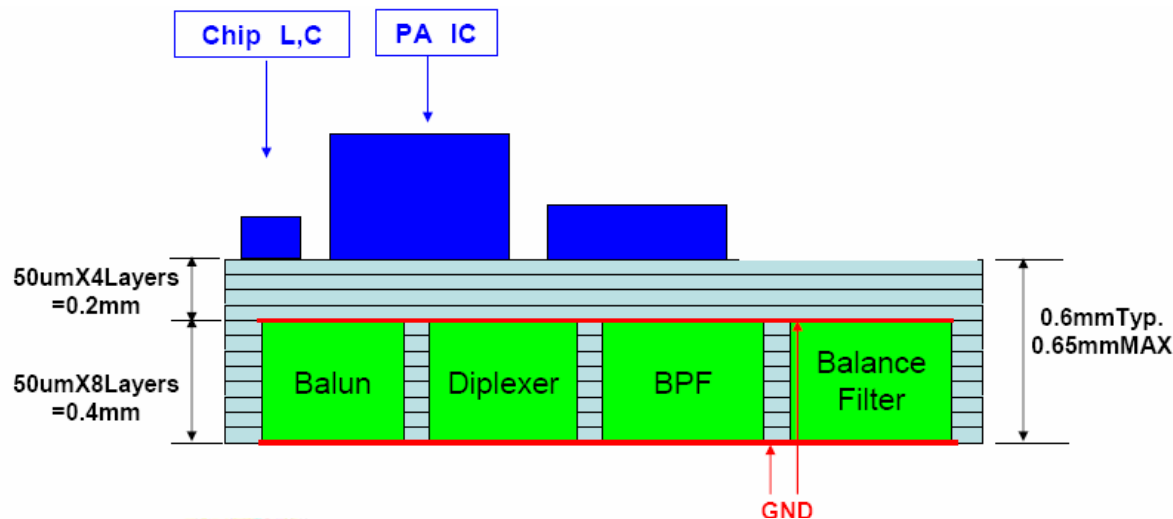 Chip L,C
PA IC
50umX4Layers
=0.2mm
0.6mmTyp.
0.65mmMAX
50umX8Layers
=0.4mm
Balun
Diplexer
BPF
Balance
Filter
GND